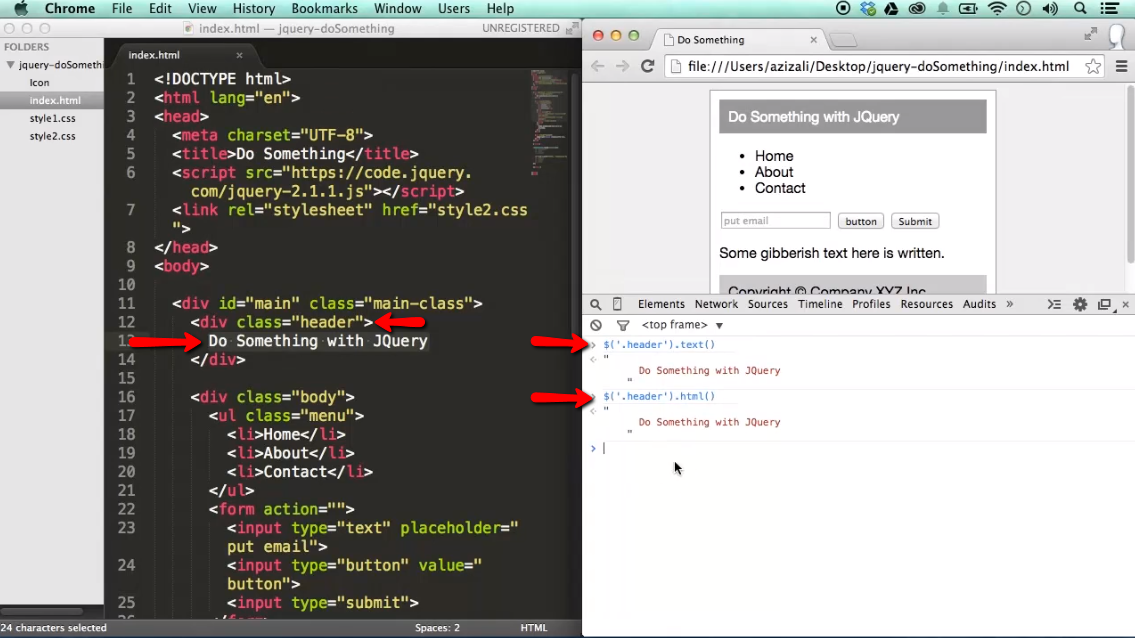 Chrome File Edit View History Bookmarks Window Users Help
index.html — jquery-doSomething
UNREGISTERED
FOLDERS
jquery-doSomethi
Icon
index.html
style1.css
style2.css
index.html ×
1 <!DOCTYPE html>
2 <html lang="en">
3 <head>
4 <meta charset="UTF-8">
5 <title>Do Something</title>
6 <script src="https://code.jquery.
com/jquery-2.1.1.js"></script>
7 <link rel="stylesheet" href="style2.css
">
8 </head>
9 <body>
10
11 <div id="main" class="main-class">
12 <div class="header">
Do Something with JQuery
14 </div>
15
16 <div class="body">
17 <ul class="menu">
18 <li>Home</li>
19 <li>About</li>
20 <li>Contact</li>
21 </ul>
22 <form action="">
23 <input type="text" placeholder="
put email">
24 <input type="button" value="
button">
25 <input type="submit">
24 characters selected
Spaces: 2
HTML
Do Something ×
file:///Users/azizali/Desktop/jquery-doSomething/index.html
Do Something with JQuery
• Home
• About
• Contact
put email
button
Submit
Some gibberish text here is written.
Copyright © Company XYZ Inc
Elements Network Sources Timeline Profiles Resources Audits »
<top frame> ▼
$('.header').text()
"
Do Something with JQuery
"
$('.header').html()
"
Do Something with JQuery
"
>